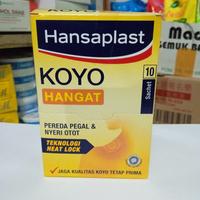 Hansaplast
KOYO
HANGAT
10
Sachet
PEREDA PEGAL &
NYERI OTOT
TEKNOLOGI
HEAT LOCK
✓ JAGA KUALITAS KOYO TETAP PRIMA